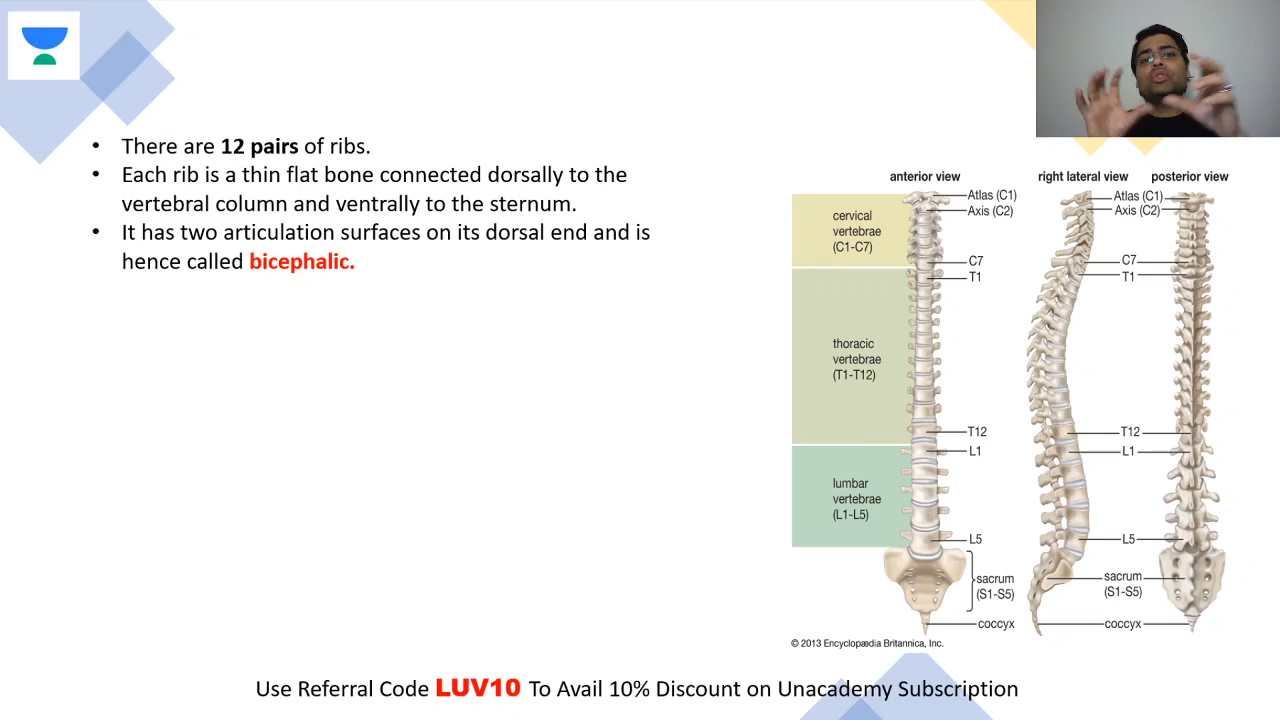 • There are 12 pairs of ribs.
• Each rib is a thin flat bone connected dorsally to the
vertebral column and ventrally to the sternum.
• It has two articulation surfaces on its dorsal end and is
hence called bicephalic.
anterior view
right lateral view
posterior view
cervical
vertebrae
(C1-C7)
Atlas (C1)
Axis (C2)
C7
T1
thoracic
vertebrae
(T1-T12)
T12
L1
lumbar
vertebrae
(L1-L5)
L5
sacrum
(S1-S5)
coccyx
Atlas (C1)
Axis (C2)
C7
T1
T12
L1
L5
sacrum
(S1-S5)
coccyx
© 2013 Encyclopædia Britannica, Inc.
Use Referral Code LUV10 To Avail 10% Discount on Unacademy Subscription